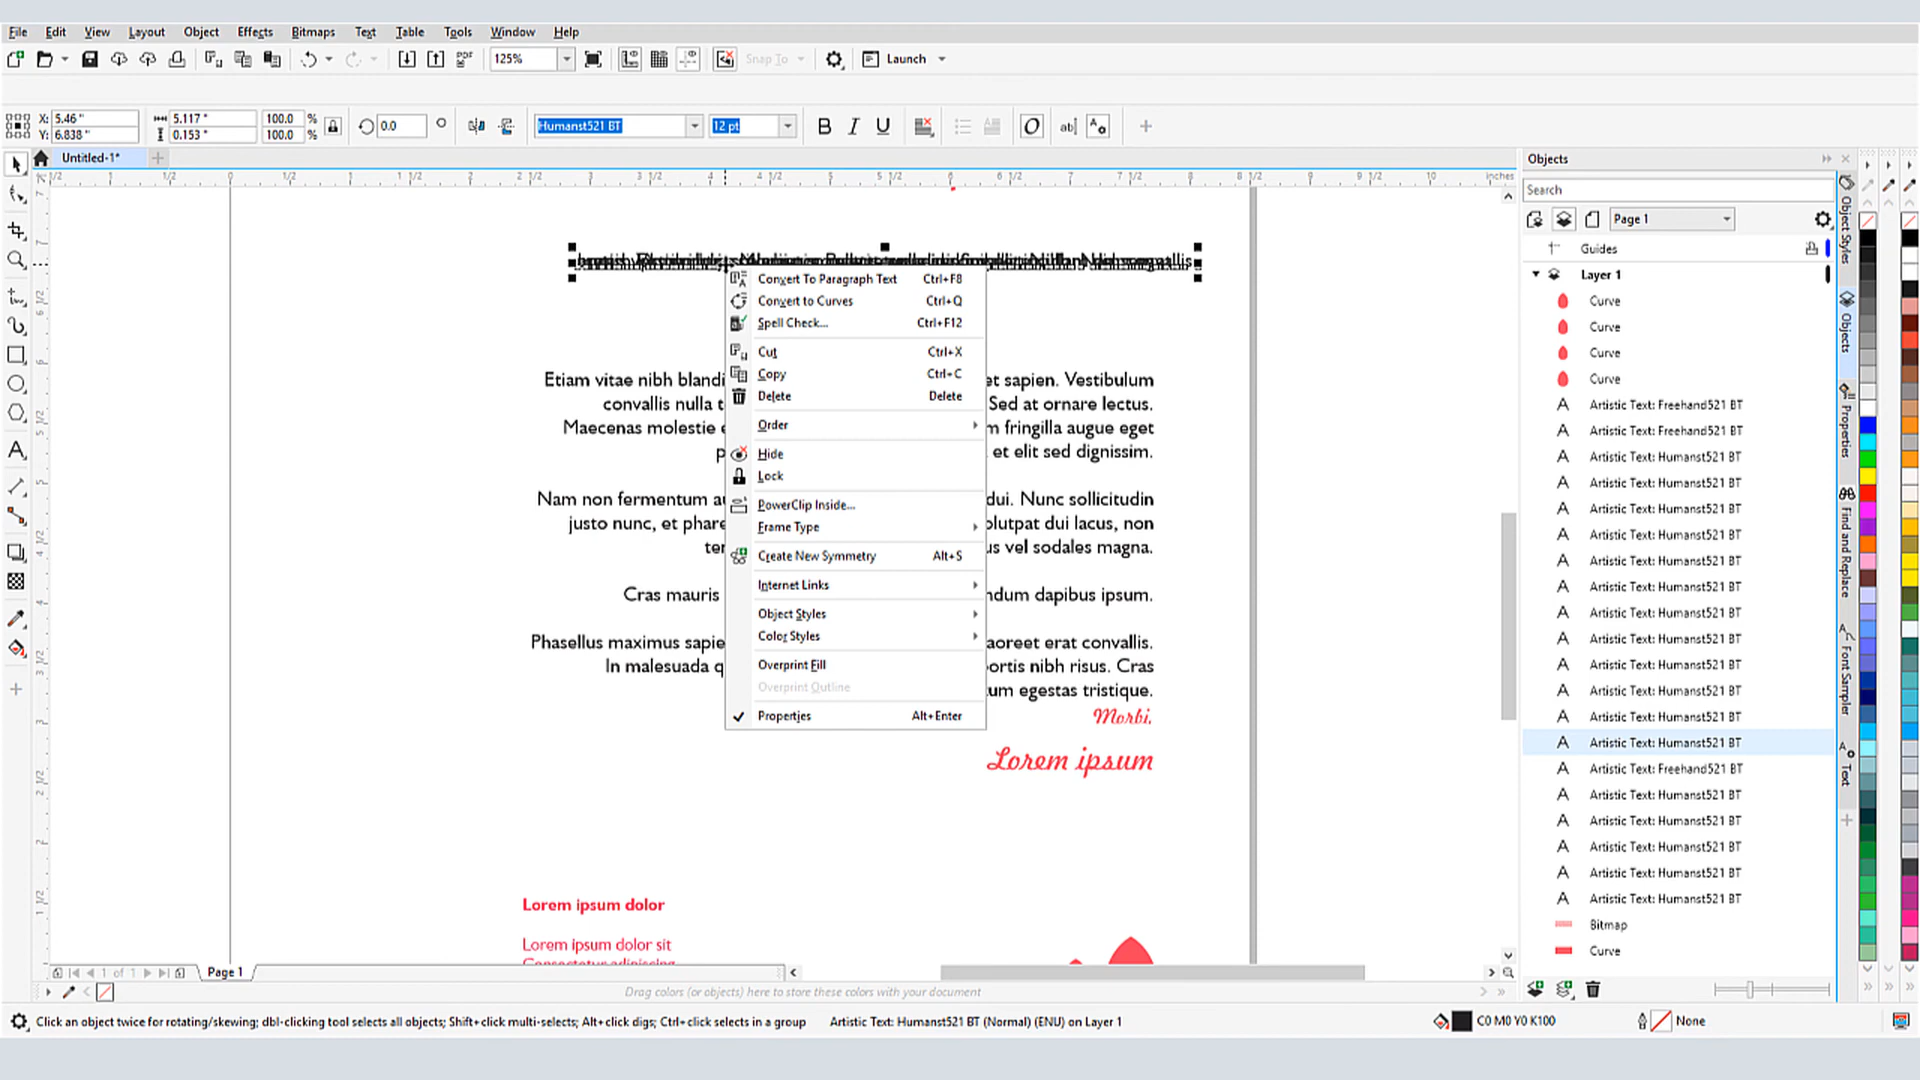 File Edit View Layout Object Effects Bitmaps Text Table Tools Window Help
125% Snap To Launch
X: 5.46 " 5.117 " 100.0 % 0.0 Humanst521 BT 12 pt B I U O ab|
Y: 6.838 " 0.153 " 100.0 %
Untitled-1*
inches
Convert To Paragraph Text Ctrl+F8
Convert to Curves Ctrl+Q
Spell Check... Ctrl+F12
Cut Ctrl+X
Copy Ctrl+C
Delete Delete
Order
Hide
Lock
PowerClip Inside...
Frame Type
Create New Symmetry Alt+S
Internet Links
Object Styles
Color Styles
Overprint Fill
Overprint Outline
Properties Alt+Enter
Etiam vitae nibh blandi et sapien. Vestibulum
convallis nulla t Sed at ornare lectus.
Maecenas molestie m fringilla augue eget
p et elit sed dignissim.
Nam non fermentum au dui. Nunc sollicitudin
justo nunc, et phare olutpat dui lacus, non
ter us vel sodales magna.
Cras mauris ndum dapibus ipsum.
Phasellus maximus sapie aoreet erat convallis.
In malesuada q ortis nibh risus. Cras
um egestas tristique.
Morbi.
Lorem ipsum
Lorem ipsum dolor
Lorem ipsum dolor sit
Consectetur adipiscing
1 of 1 Page 1
Drag colors (or objects) here to store these colors with your document
Click an object twice for rotating/skewing; dbl-clicking tool selects all objects; Shift+click multi-selects; Alt+click digs; Ctrl+click selects in a group Artistic Text: Humanst521 BT (Normal) (ENU) on Layer 1 C0 M0 Y0 K100 None
Objects
Search
Page 1
Guides
Layer 1
Curve
Curve
Curve
Curve
Artistic Text: Freehand521 BT
Artistic Text: Freehand521 BT
Artistic Text: Humanst521 BT
Artistic Text: Humanst521 BT
Artistic Text: Humanst521 BT
Artistic Text: Humanst521 BT
Artistic Text: Humanst521 BT
Artistic Text: Humanst521 BT
Artistic Text: Humanst521 BT
Artistic Text: Humanst521 BT
Artistic Text: Humanst521 BT
Artistic Text: Humanst521 BT
Artistic Text: Humanst521 BT
Artistic Text: Humanst521 BT
Artistic Text: Freehand521 BT
Artistic Text: Humanst521 BT
Artistic Text: Humanst521 BT
Artistic Text: Humanst521 BT
Artistic Text: Humanst521 BT
Artistic Text: Humanst521 BT
Bitmap
Curve
Object Styles
Objects
Properties
Find and Replace
Font Sampler
Text